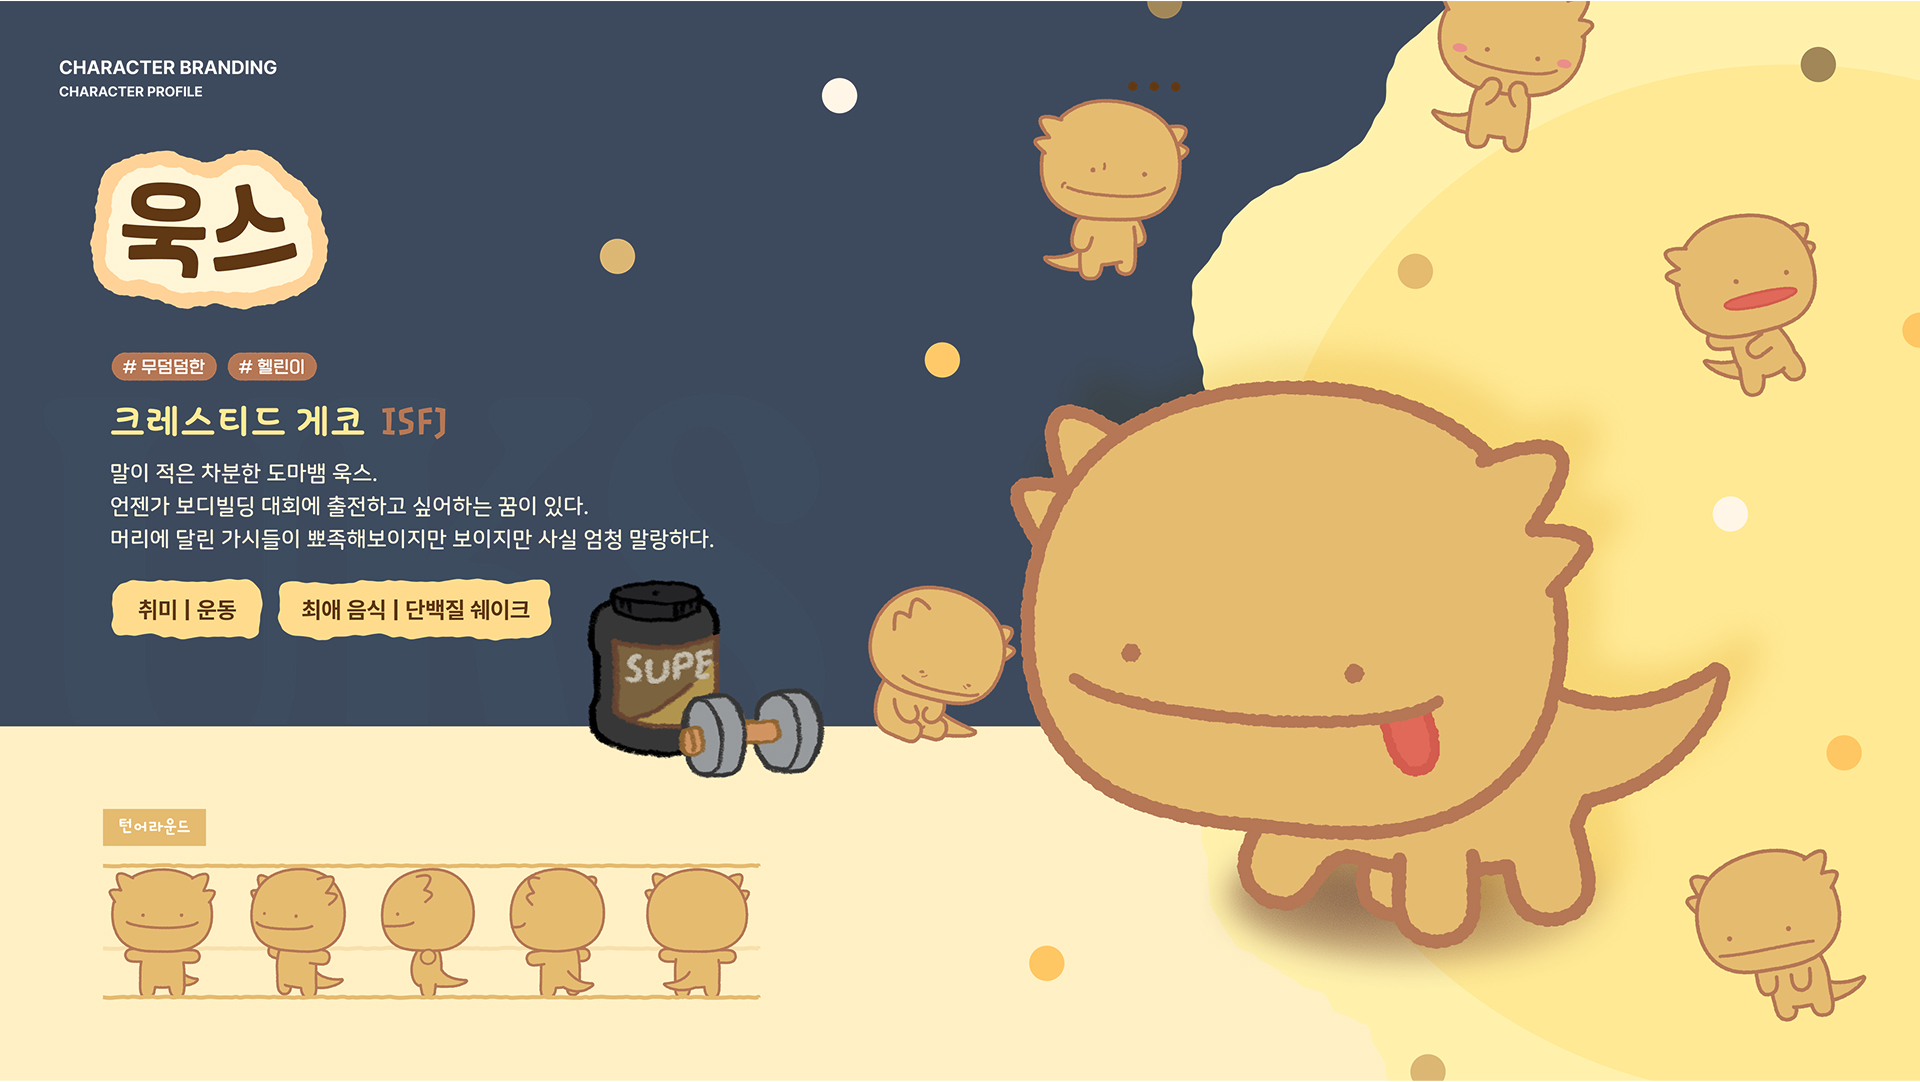 CHARACTER BRANDING
CHARACTER PROFILE
욱스
# 무덤덤한 # 헬린이
크레스티드 게코 ISFJ
말이 적은 차분한 도마뱀 욱스.
언젠가 보디빌딩 대회에 출전하고 싶어하는 꿈이 있다.
머리에 달린 가시들이 뾰족해보이지만 보이지만 사실 엄청 말랑하다.
취미 | 운동 최애 음식 | 단백질 쉐이크
SUPE
턴어라운드